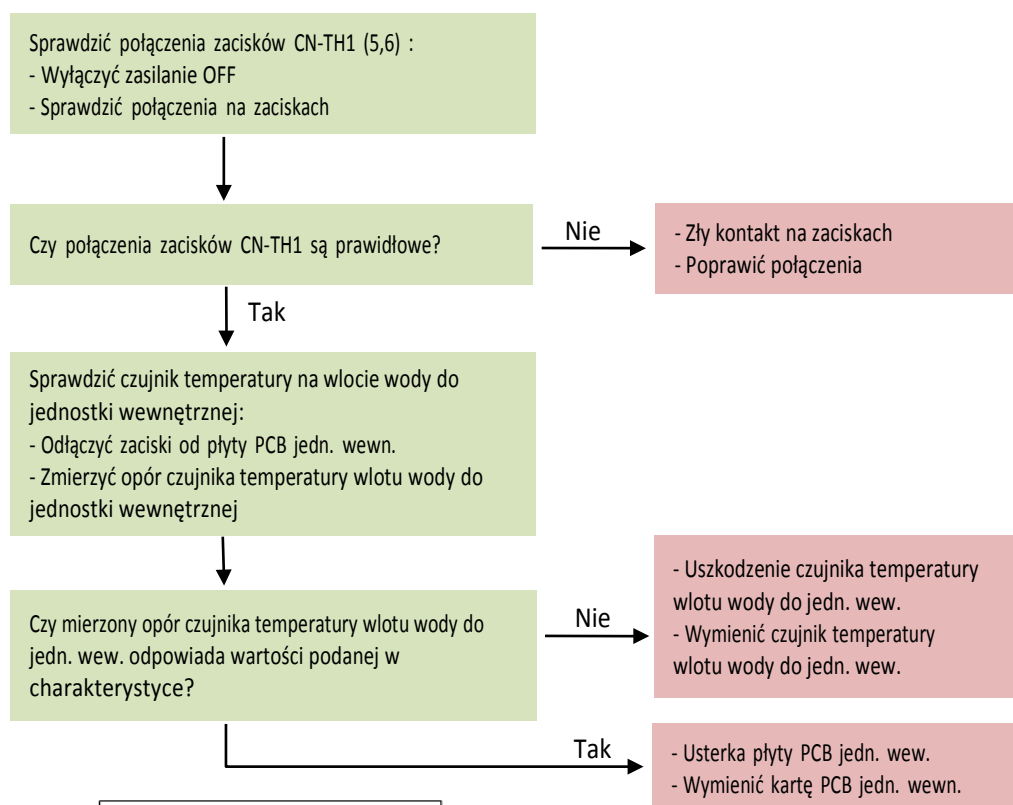 Sprawdzić połączenia zacisków CN-TH1 (5,6) :
- Wyłączyć zasilanie OFF
- Sprawdzić połączenia na zaciskach
Czy połączenia zacisków CN-TH1 są prawidłowe?
Nie
- Zły kontakt na zaciskach
- Poprawić połączenia
Tak
Sprawdzić czujnik temperatury na wlocie wody do
jednostki wewnętrznej:
- Odłączyć zaciski od płyty PCB jedn. wewn.
- Zmierzyć opór czujnika temperatury wlotu wody do
jednostki wewnętrznej
Czy mierzony opór czujnika temperatury wlotu wody do
jedn. wew. odpowiada wartości podanej w
charakterystyce?
Nie
- Uszkodzenie czujnika temperatury
wlotu wody do jedn. wew.
- Wymienić czujnik temperatury
wlotu wody do jedn. wew.
Tak
- Usterka płyty PCB jedn. wew.
- Wymienić kartę PCB jedn. wewn.